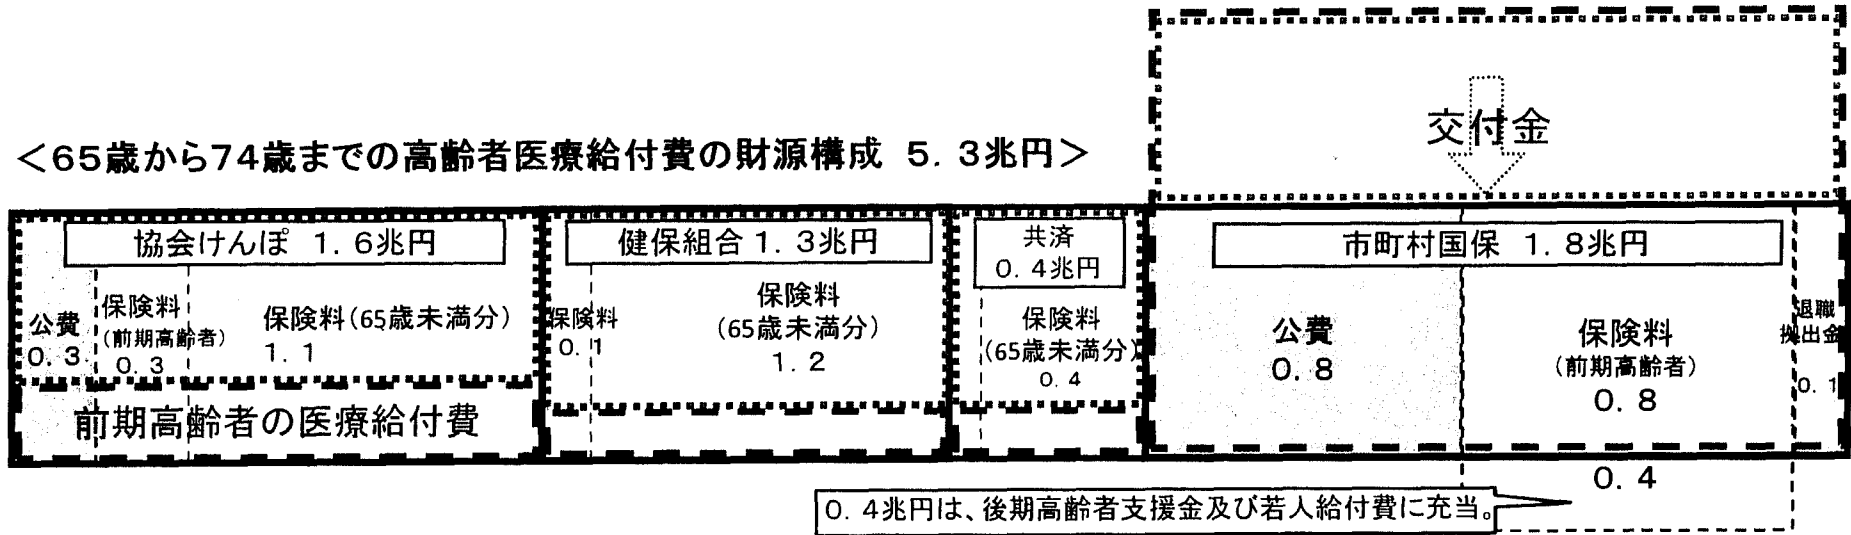 交付金
＜65歳から74歳までの高齢者医療給付費の財源構成 5.3兆円＞
協会けんぽ 1.6兆円
公費
0.3
保険料
(前期高齢者)
0.3
保険料(65歳未満分)
1.1
前期高齢者の医療給付費
健保組合 1.3兆円
保険料
0.1
保険料
(65歳未満分)
1.2
共済
0.4兆円
保険料
(65歳未満分)
0.4
市町村国保 1.8兆円
公費
0.8
保険料
(前期高齢者)
0.8
退職
拠出金
0.1
0.4
0.4兆円は、後期高齢者支援金及び若人給付費に充当。